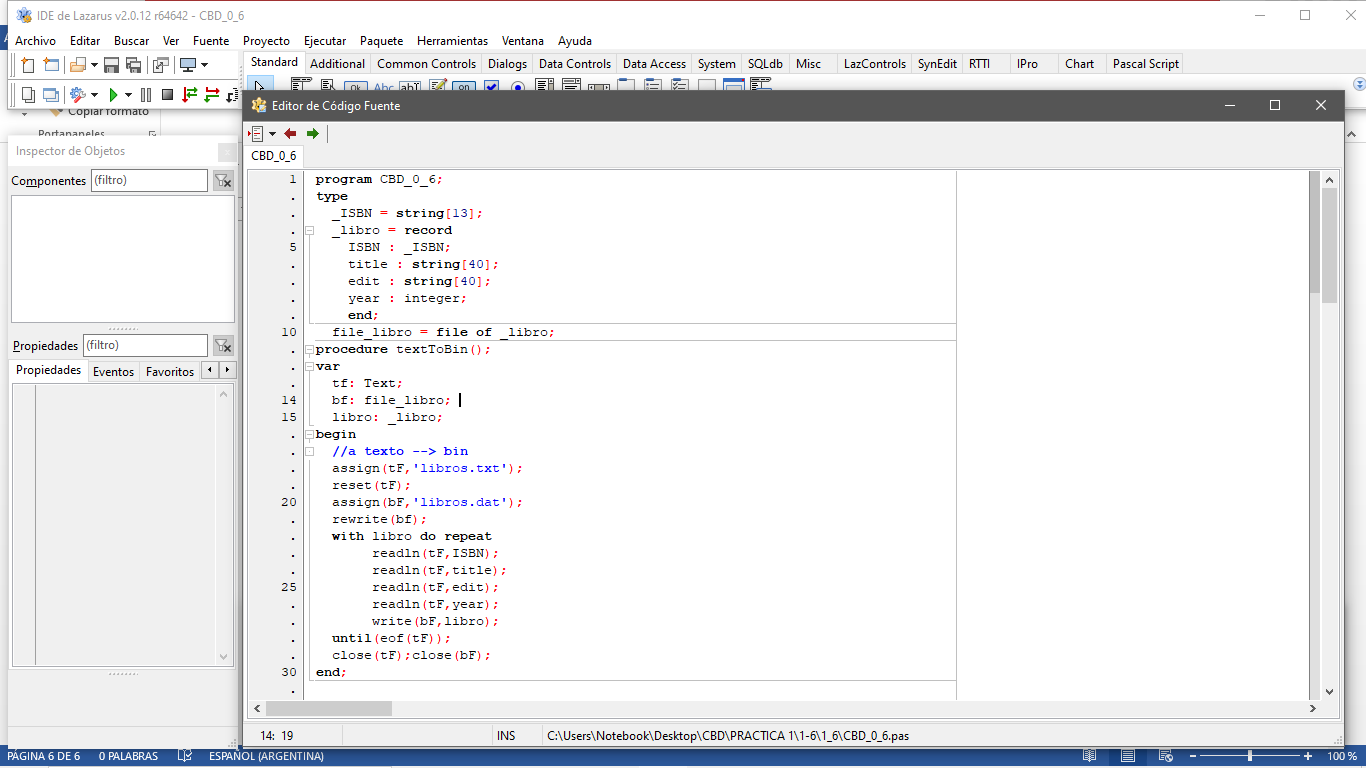 IDE de Lazarus v2.0.12 r64642 - CBD_0_6
Archivo Editar Buscar Ver Fuente Proyecto Ejecutar Paquete Herramientas Ventana Ayuda
Standard Additional Common Controls Dialogs Data Controls Data Access System SQLdb Misc LazControls SynEdit RTTI IPro Chart Pascal Script
Copiar formato
Portapapeles
Editor de Código Fuente
Inspector de Objetos
Componentes (filtro)
Propiedades (filtro)
Propiedades Eventos Favoritos
CBD_0_6
1 program CBD_0_6;
. type
. _ISBN = string[13];
. _libro = record
5 ISBN : _ISBN;
. title : string[40];
. edit : string[40];
. year : integer;
. end;
10 file_libro = file of _libro;
. procedure textToBin();
. var
. tf: Text;
14 bf: file_libro;
15 libro: _libro;
. begin
. //a texto --> bin
. assign(tF,'libros.txt');
. reset(tF);
20 assign(bF,'libros.dat');
. rewrite(bf);
. with libro do repeat
. readln(tF,ISBN);
. readln(tF,title);
25 readln(tF,edit);
. readln(tF,year);
. write(bF,libro);
. until(eof(tF));
. close(tF);close(bF);
30 end;
.
14: 19 INS C:\Users\Notebook\Desktop\CBD\PRACTICA 1\1-6\1_6\CBD_0_6.pas
PÁGINA 6 DE 6 0 PALABRAS ESPAÑOL (ARGENTINA) 100 %